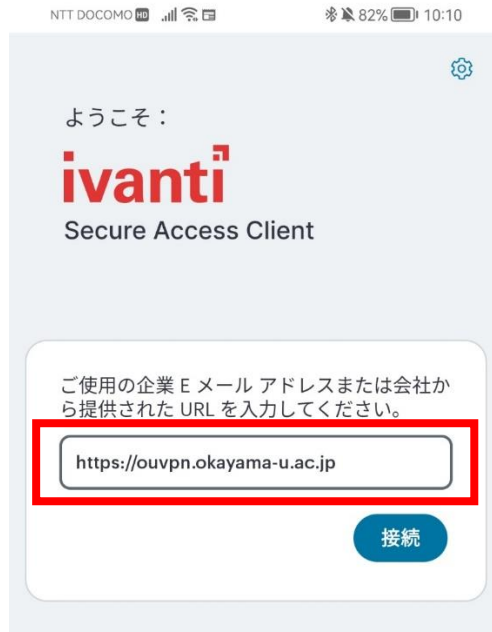 NTT DOCOMO HD 82% 10:10
ようこそ：
ivanti
Secure Access Client
ご使用の企業 E メール アドレスまたは会社か
ら提供された URL を入力してください。
https://ouvpn.okayama-u.ac.jp
接続